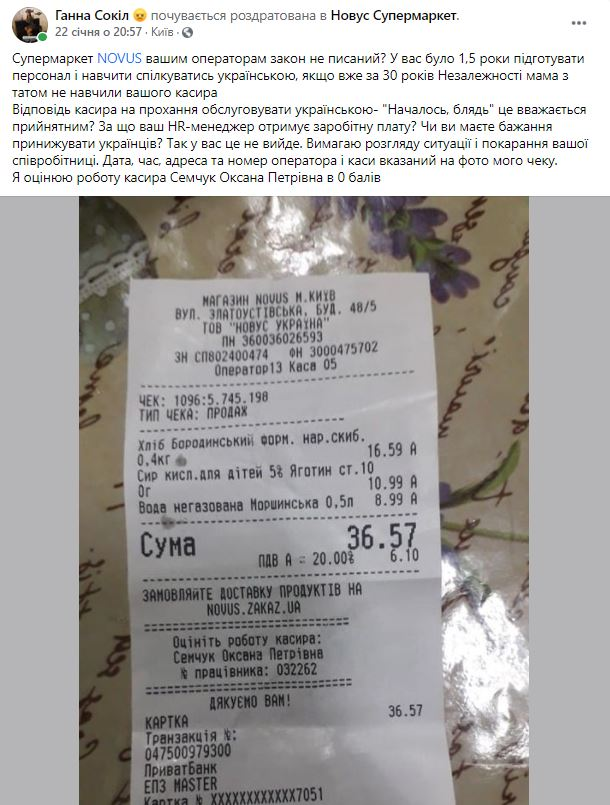 Ганна Сокіл почувається роздратована в Новус Супермаркет.
22 січня о 20:57 · Київ ·
Супермаркет NOVUS вашим операторам закон не писаний? У вас було 1,5 роки підготувати
персонал і навчити спілкуватись українською, якщо вже за 30 років Незалежності мама з
татом не навчили вашого касира
Відповідь касира на прохання обслуговувати українською- "Началось, блядь" це вважається
прийнятним? За що ваш HR-менеджер отримує заробітну плату? Чи ви маєте бажання
принижувати українців? Так у вас це не вийде. Вимагаю розгляду ситуації і покарання вашої
співробітниці. Дата, час, адреса та номер оператора і каси вказаний на фото мого чеку.
Я оцінюю роботу касира Семчук Оксана Петрівна в 0 балів
МАГАЗИН NOVUS М.КИЇВ
ВУЛ. ЗЛАТОУСТІВСЬКА, БУД. 48/5
ТОВ "НОВУС УКРАЇНА"
ПН 360036026593
ЗН СП802400474 ФН 3000475702
Оператор13 Каса 05
ЧЕК: 1096:5.745.198
ТИП ЧЕКА: ПРОДАЖ
Хліб Бородинський форм. нар.скиб.
0,4кг 16.59 А
Сир кисл.для дітей 5% Яготин ст.10
0г 10.99 А
Вода негазована Моршинська 0,5л 8.99 А
Сума 36.57
ПДВ А = 20.00% 6.10
ЗАМОВЛЯЙТЕ ДОСТАВКУ ПРОДУКТІВ НА
NOVUS.ZAKAZ.UA
Оцініть роботу касира:
Семчук Оксана Петрівна
№ працівника: 032262
ДЯКУЄМО ВАМ!
КАРТКА 36.57
Транзакція №:
047500979300
ПриватБанк
ЕПЗ MASTER
Картка № XXXXXXXXXXXX7051